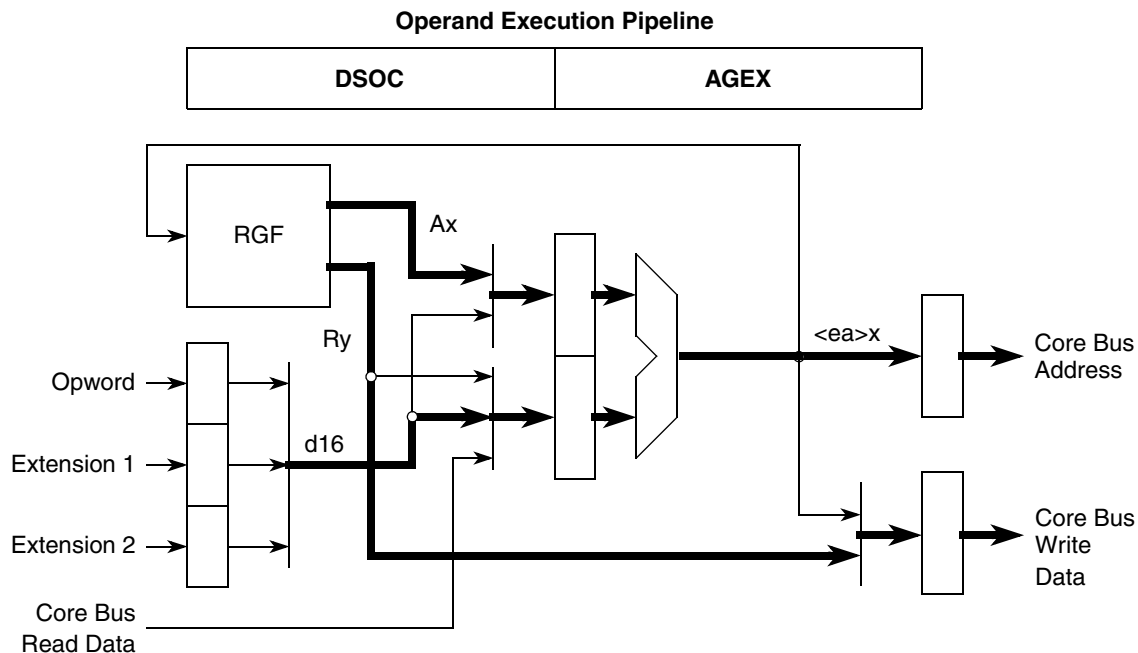 Operand Execution Pipeline
DSOC
AGEX
RGF
Ax
Ry
<ea>x
Core Bus
Address
Opword
d16
Extension 1
Extension 2
Core Bus
Write
Data
Core Bus
Read Data